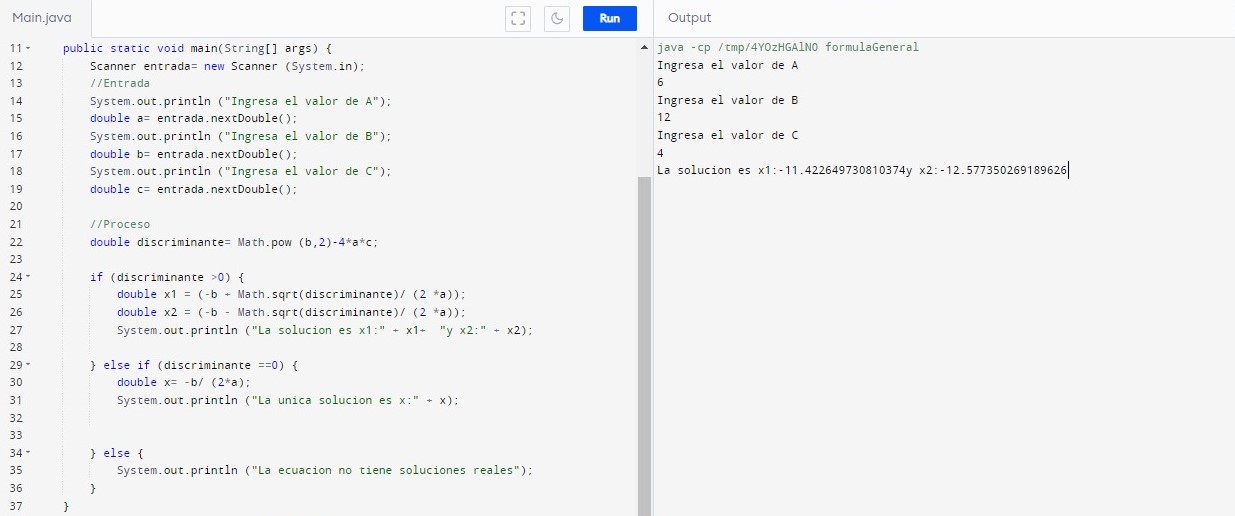 Main.java
Run
Output
11 public static void main(String[] args) {
12 Scanner entrada= new Scanner (System.in);
13 //Entrada
14 System.out.println ("Ingresa el valor de A");
15 double a= entrada.nextDouble();
16 System.out.println ("Ingresa el valor de B");
17 double b= entrada.nextDouble();
18 System.out.println ("Ingresa el valor de C");
19 double c= entrada.nextDouble();
20
21 //Proceso
22 double discriminante= Math.pow (b,2)-4*a*c;
23
24 if (discriminante >0) {
25 double x1 = (-b + Math.sqrt(discriminante)/ (2 *a));
26 double x2 = (-b - Math.sqrt(discriminante)/ (2 *a));
27 System.out.println ("La solucion es x1:" + x1+ "y x2:" + x2);
28
29 } else if (discriminante ==0) {
30 double x= -b/ (2*a);
31 System.out.println ("La unica solucion es x:" + x);
32
33
34 } else {
35 System.out.println ("La ecuacion no tiene soluciones reales");
36 }
37 }
java -cp /tmp/4YOzHGAlNO formulaGeneral
Ingresa el valor de A
6
Ingresa el valor de B
12
Ingresa el valor de C
4
La solucion es x1:-11.422649730810374y x2:-12.577350269189626